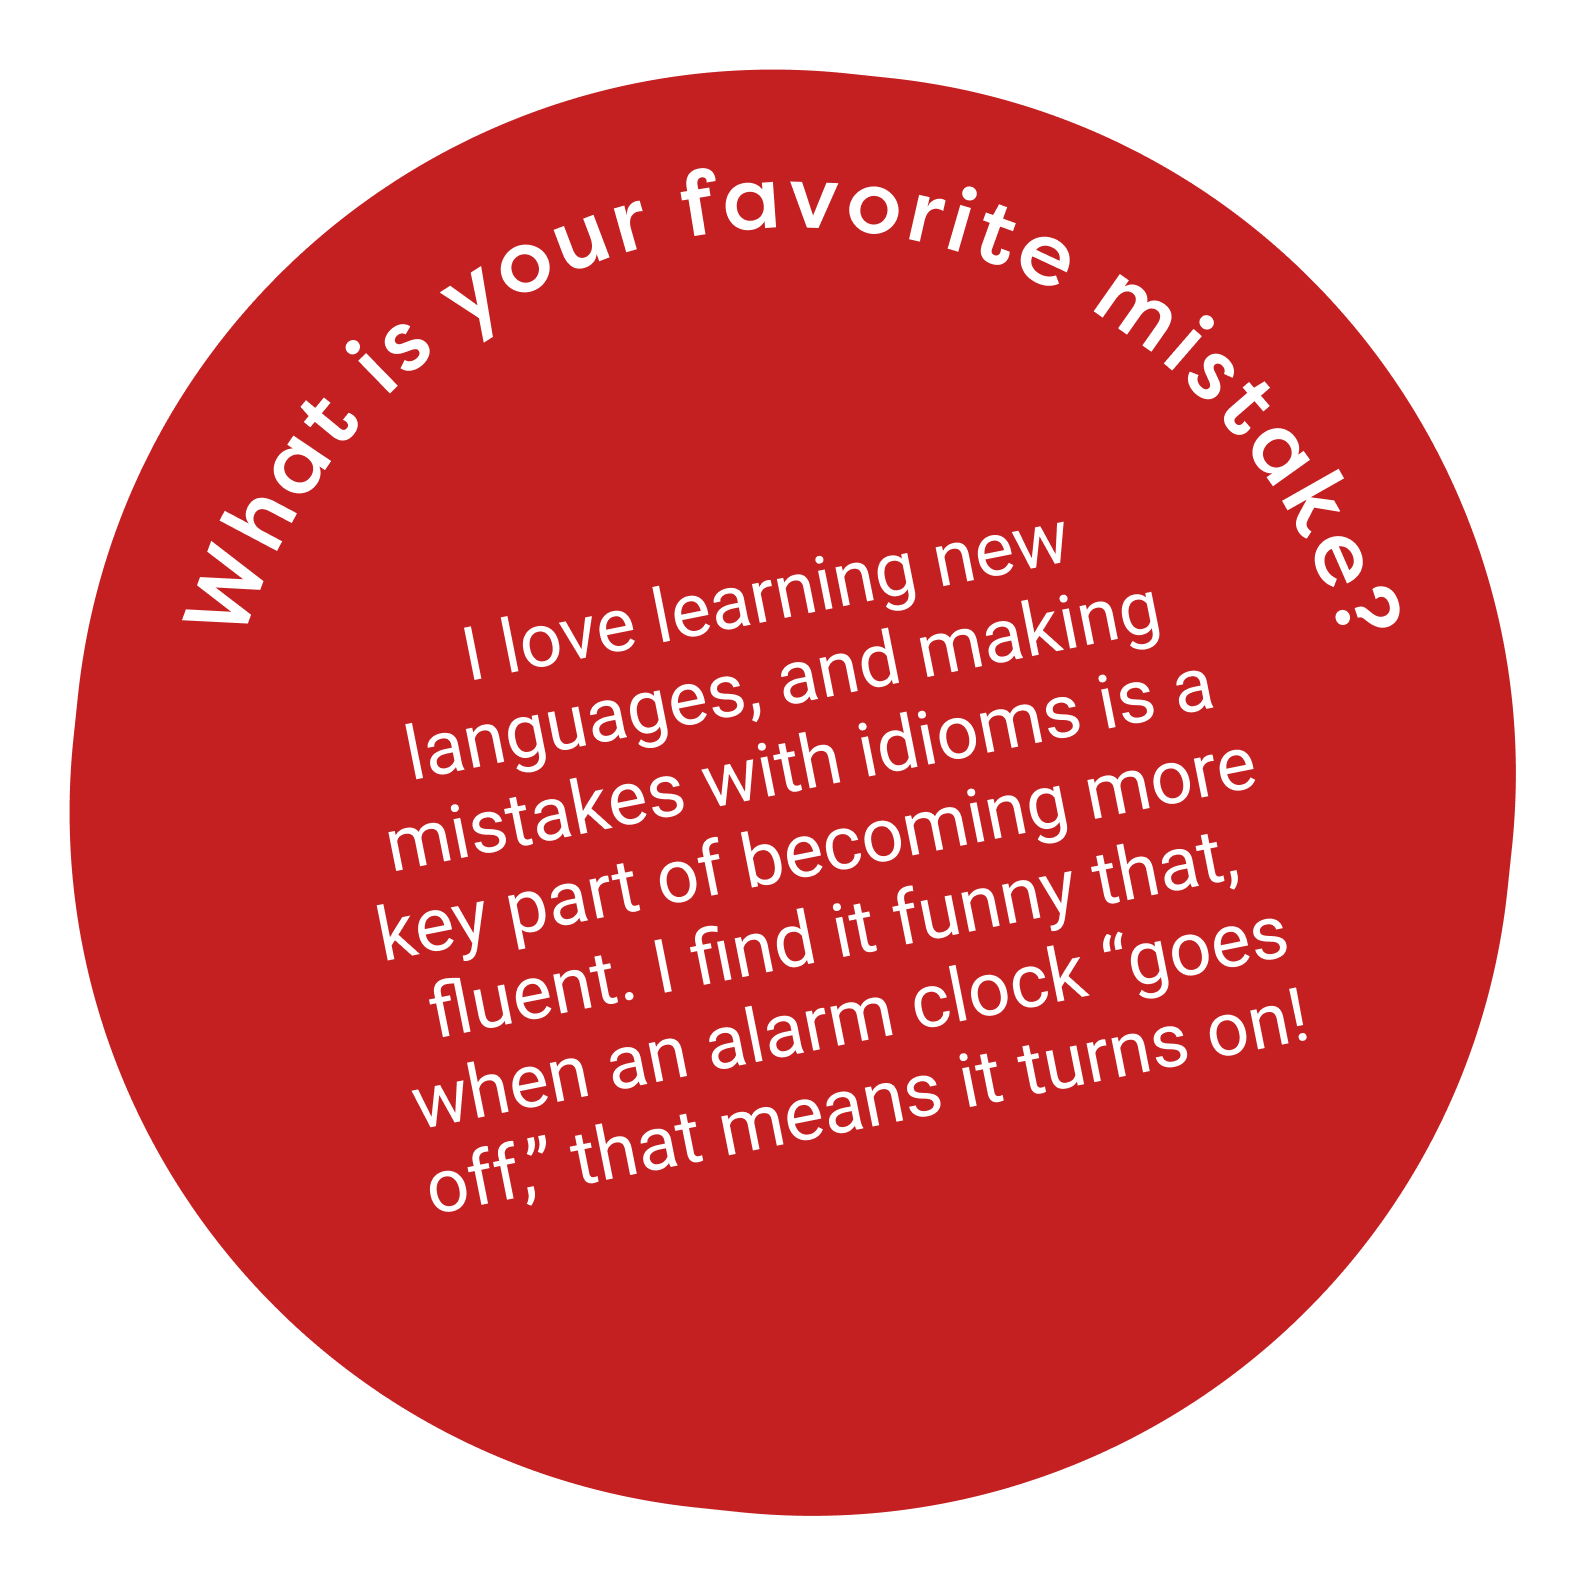 What is your favorite mistake?
I love learning new
languages, and making
mistakes with idioms is a
key part of becoming more
fluent. I find it funny that,
when an alarm clock “goes
off,” that means it turns on!